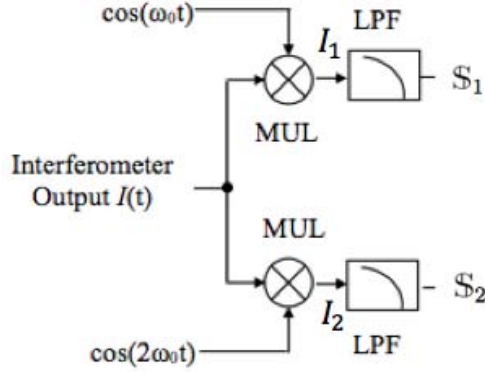 cos(ω₀t)
LPF
I₁
𝕊₁
MUL
Interferometer
Output I(t)
MUL
𝕊₂
I₂
LPF
cos(2ω₀t)